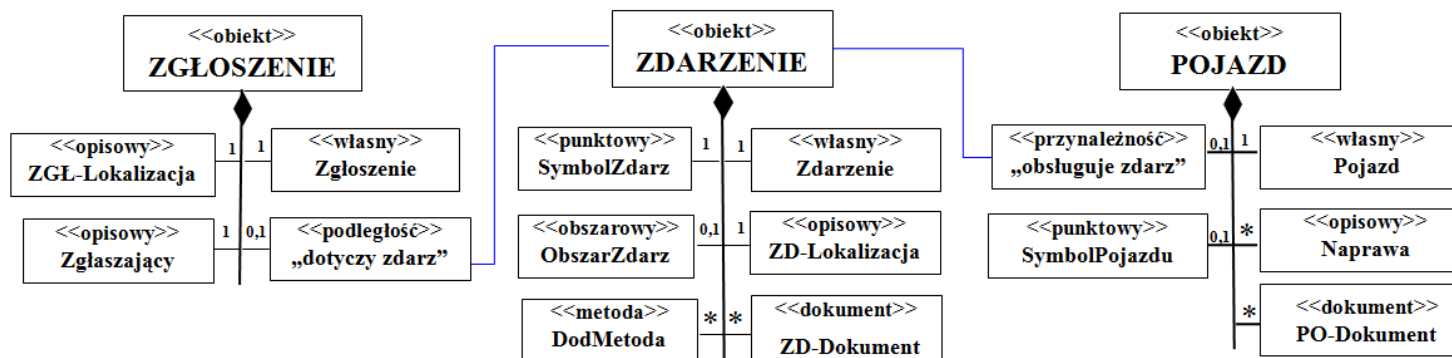 <<obiekt>>
ZGŁOSZENIE
<<opisowy>>
ZGŁ-Lokalizacja
1
1
<<własny>>
Zgłoszenie
<<opisowy>>
Zgłaszający
1
0,1
<<podległość>>
„dotyczy zdarz”
<<obiekt>>
ZDARZENIE
<<punktowy>>
SymbolZdarz
1
1
<<własny>>
Zdarzenie
<<obszarowy>>
ObszarZdarz
0,1
1
<<opisowy>>
ZD-Lokalizacja
<<metoda>>
DodMetoda
*
*
<<dokument>>
ZD-Dokument
<<obiekt>>
POJAZD
<<przynależność>>
„obsługuje zdarz”
0,1
1
<<własny>>
Pojazd
<<punktowy>>
SymbolPojazdu
0,1
*
<<opisowy>>
Naprawa
*
<<dokument>>
PO-Dokument